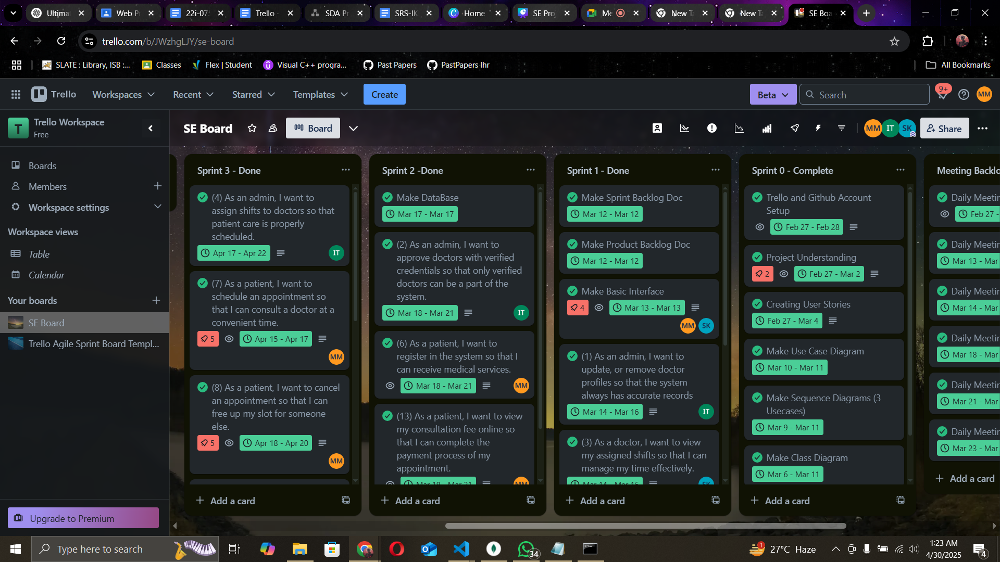 Ultima
Web P
22i-07
Trello -
SDA Pr
SRS-IK
Home
SE Pro
Me
New Ta
New Ta
SE Boa
trello.com/b/JWzhgLJY/se-board
SLATE : Library, ISB :...
Classes
Flex | Student
Visual C++ progra...
Past Papers
PastPapers lhr
All Bookmarks
Trello
Workspaces
Recent
Starred
Templates
Create
Beta
Search
9+
MM
T
Trello Workspace
Free
SE Board
Board
MM
IT
SK
Share
Boards
Members
Workspace settings
Workspace views
Table
Calendar
Your boards
SE Board
Trello Agile Sprint Board Templ...
Upgrade to Premium
Sprint 3 - Done
(4) As an admin, I want to
assign shifts to doctors so that
patient care is properly
scheduled.
Apr 17 - Apr 22
IT
(7) As a patient, I want to
schedule an appointment so
that I can consult a doctor at a
convenient time.
5
Apr 15 - Apr 17
MM
(8) As a patient, I want to cancel
an appointment so that I can
free up my slot for someone
else.
5
Apr 18 - Apr 20
MM
Add a card
Sprint 2 -Done
Make DataBase
Mar 17 - Mar 17
(2) As an admin, I want to
approve doctors with verified
credentials so that only verified
doctors can be a part of the
system.
Mar 18 - Mar 21
IT
(6) As a patient, I want to
register in the system so that I
can receive medical services.
Mar 18 - Mar 21
MM
(13) As a patient, I want to view
my consultation fee online so
that I can complete the
payment process of my
appointment.
Mar 18 - Mar 21
MM
Add a card
Sprint 1 - Done
Make Sprint Backlog Doc
Mar 12 - Mar 12
Make Product Backlog Doc
Mar 12 - Mar 12
Make Basic Interface
4
Mar 13 - Mar 13
MM
SK
(1) As an admin, I want to
update, or remove doctor
profiles so that the system
always has accurate records
Mar 14 - Mar 16
IT
(3) As a doctor, I want to view
my assigned shifts so that I can
manage my time effectively.
Mar 14 - Mar 16
SK
Add a card
Sprint 0 - Complete
Trello and Github Account
Setup
Feb 27 - Feb 28
Project Understanding
2
Feb 27 - Mar 2
Creating User Stories
Feb 27 - Mar 4
Make Use Case Diagram
Mar 10 - Mar 11
Make Sequence Diagrams (3
Usecases)
Mar 9 - Mar 11
Make Class Diagram
Mar 6 - Mar 11
Add a card
Meeting Backlo
Daily Meetin
Feb 27 -
Daily Meetin
Mar 13 - Mar
Daily Meetin
Mar 14 - Mar
Daily Meetin
Mar 18 - Mar
Daily Meetin
Mar 21 - Mar
Daily Meetin
Mar 23 - Mar
Add a card
Type here to search
34
1
27°C Haze
1:23 AM
4/30/2025
4